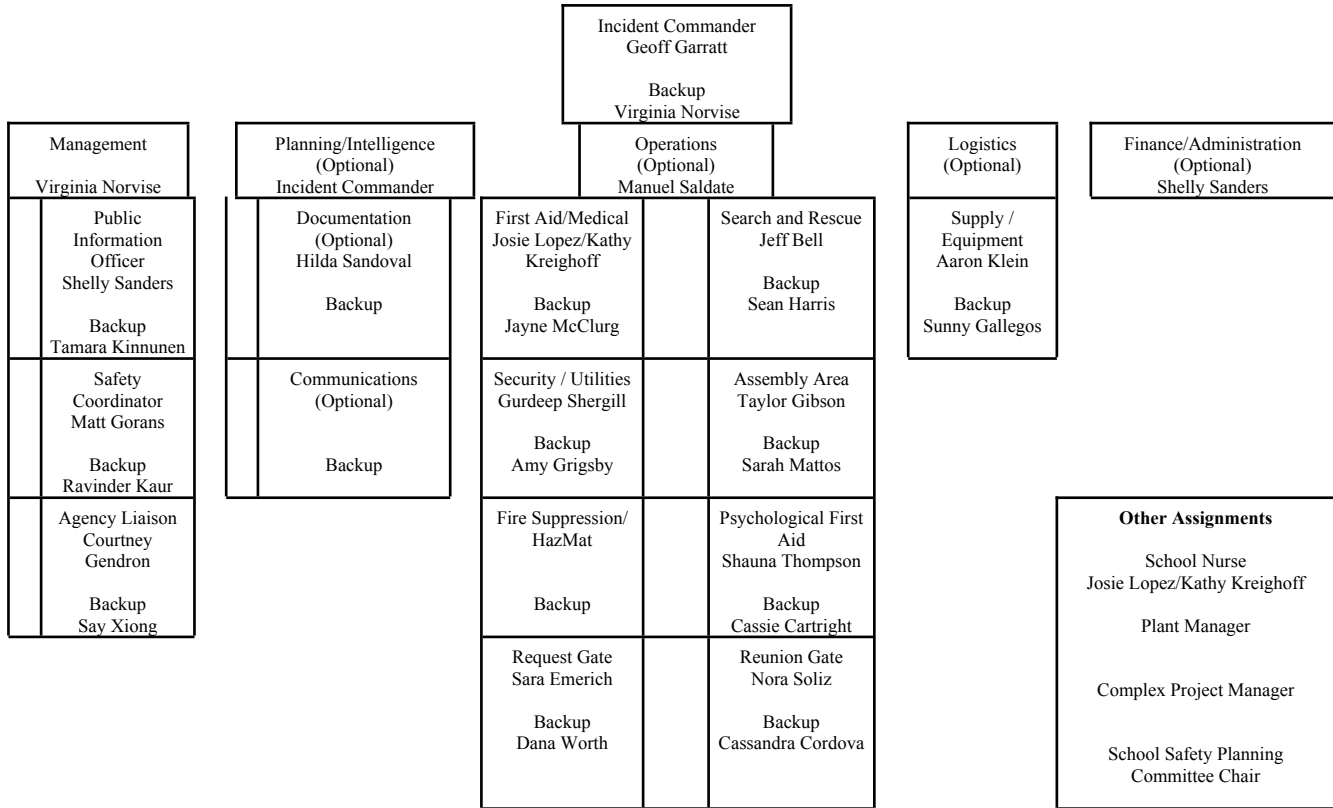 Incident Commander
Geoff Garratt
Backup
Virginia Norvise
Management
Virginia Norvise
Planning/Intelligence
(Optional)
Incident Commander
Operations
(Optional)
Manuel Saldate
Logistics
(Optional)
Finance/Administration
(Optional)
Shelly Sanders
Public
Information
Officer
Shelly Sanders
Backup
Tamara Kinnunen
Documentation
(Optional)
Hilda Sandoval
Backup
First Aid/Medical
Josie Lopez/Kathy
Kreighoff
Backup
Jayne McClurg
Search and Rescue
Jeff Bell
Backup
Sean Harris
Supply /
Equipment
Aaron Klein
Backup
Sunny Gallegos
Safety
Coordinator
Matt Gorans
Backup
Ravinder Kaur
Communications
(Optional)
Backup
Security / Utilities
Gurdeep Shergill
Backup
Amy Grigsby
Assembly Area
Taylor Gibson
Backup
Sarah Mattos
Agency Liaison
Courtney
Gendron
Backup
Say Xiong
Fire Suppression/
HazMat
Backup
Psychological First
Aid
Shauna Thompson
Backup
Cassie Cartright
Request Gate
Sara Emerich
Backup
Dana Worth
Reunion Gate
Nora Soliz
Backup
Cassandra Cordova
Other Assignments
School Nurse
Josie Lopez/Kathy Kreighoff
Plant Manager
Complex Project Manager
School Safety Planning
Committee Chair